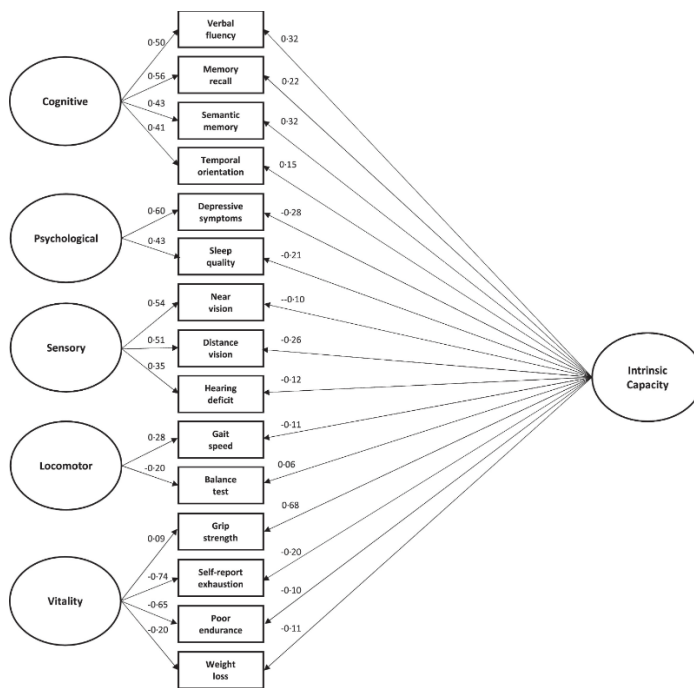 Verbal
fluency
0·50
0·32
Memory
recall
0·56
0·22
Cognitive
Semantic
memory
0·43
0·32
Temporal
orientation
0·41
0·15
Depressive
symptoms
0·60
-0·28
Psychological
Sleep
quality
0·43
-0·21
Near
vision
0·54
--0·10
Sensory
Distance
vision
0·51
-0·26
Hearing
deficit
0·35
-0·12
Intrinsic
Capacity
Gait
speed
0·28
-0·11
Locomotor
Balance
test
-0·20
0·06
Grip
strength
0·09
0·68
Self-report
exhaustion
-0·74
-0·20
Vitality
Poor
endurance
-0·65
-0·10
Weight
loss
-0·20
-0·11